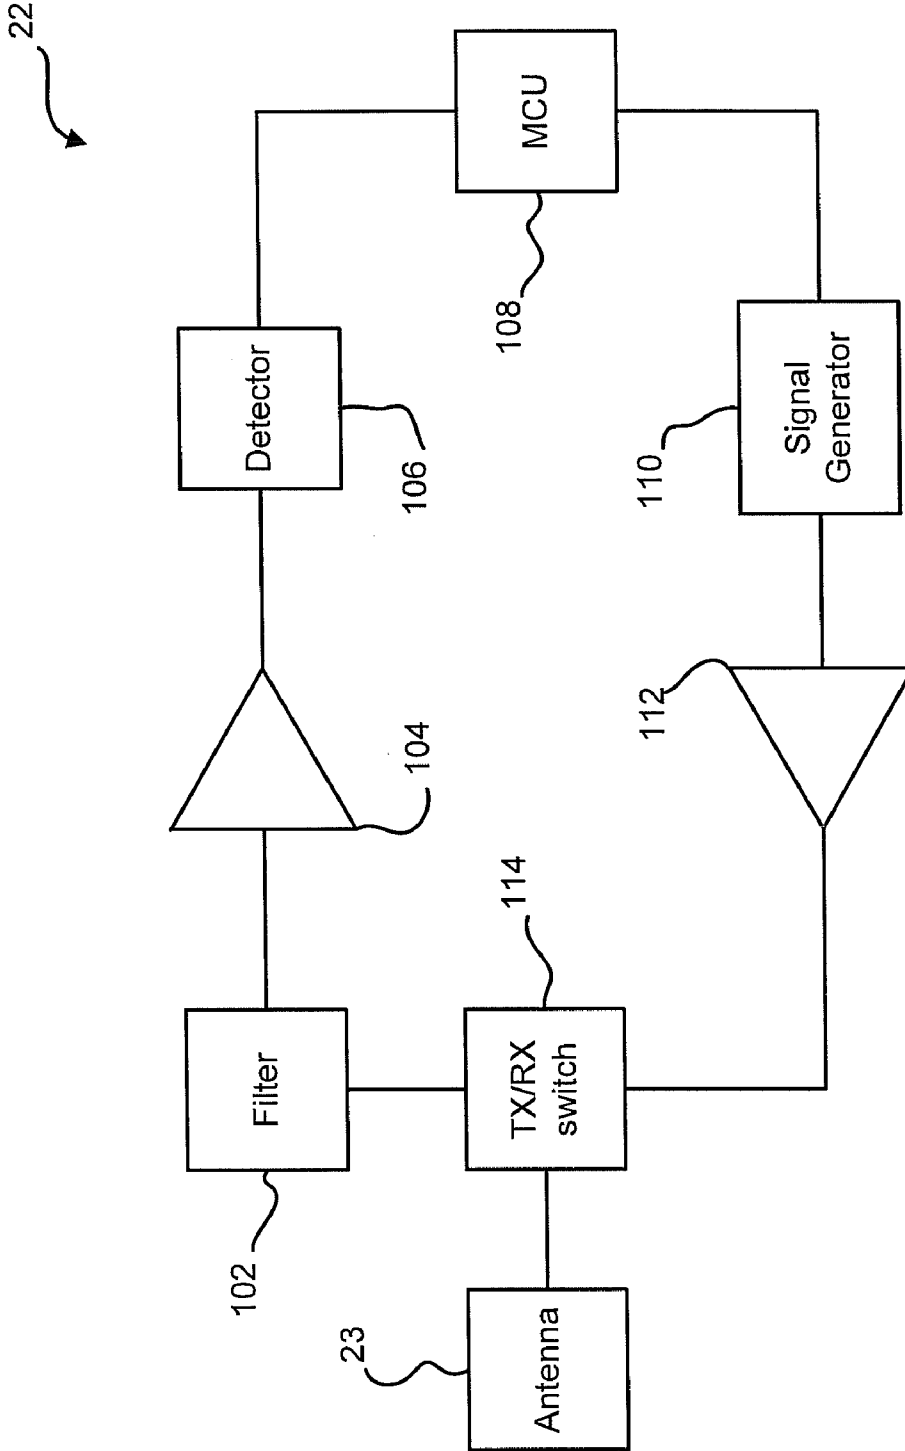 22
Filter
102
104
Detector
106
MCU
108
Antenna
23
TX/RX
switch
114
112
Signal
Generator
110